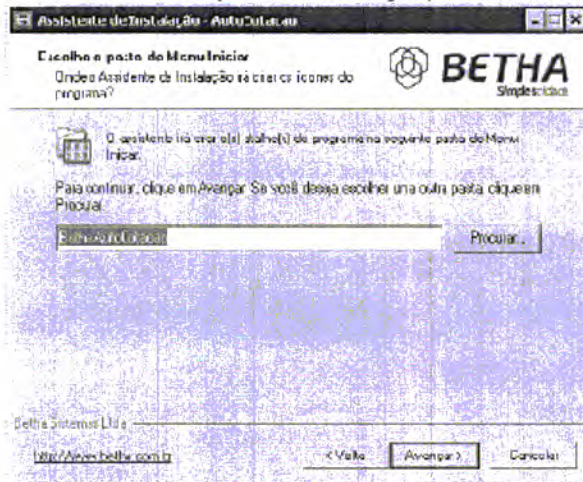 Assistente de Instalação - AutoCotacao
Escolha a pasta do Menu Iniciar
Onde o Assistente de Instalação irá criar os ícones do
programa?
BETHA
Simples
O assistente irá criar o(s) atalho(s) do programa na seguinte pasta do Menu
Iniciar.
Para continuar, clique em Avançar. Se você deseja escolher uma outra pasta, clique em
Procurar.
Procurar...
Betha Sistemas Ltda
http://www.betha.com.br
< Volta
Avançar >
Cancelar